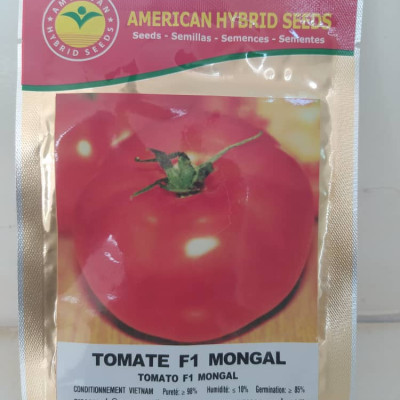 AMERICAN HYBRID SEEDS
AMERICAN HYBRID SEEDS
Seeds - Semillas - Semences - Sementes
TOMATE F1 MONGAL
TOMATO F1 MONGAL
CONDITIONNEMENT VIETNAM Pureté: ≥ 98% Humidité: ≤ 10% Germination: ≥ 85%